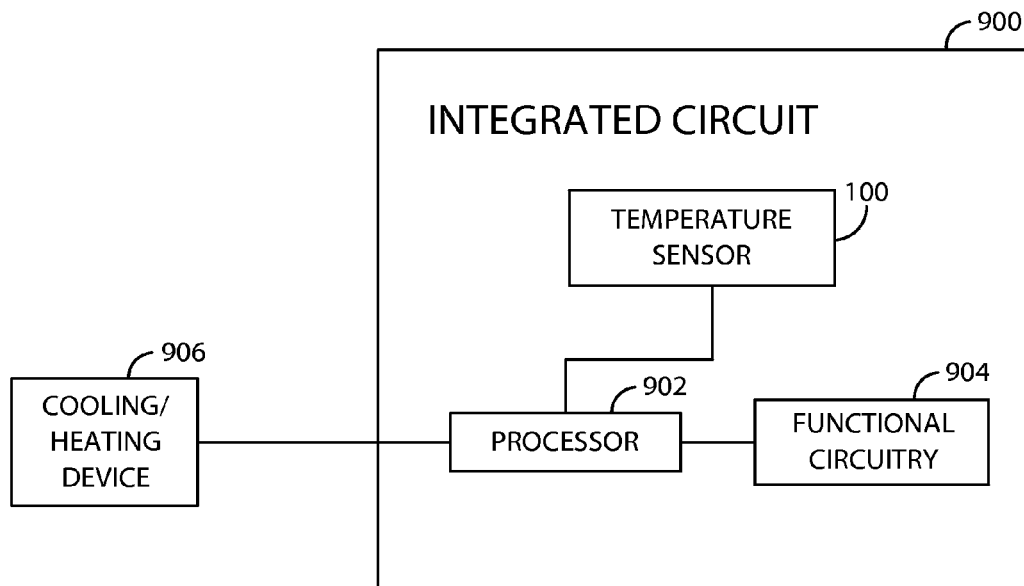 900
INTEGRATED CIRCUIT
100
TEMPERATURE
SENSOR
906
COOLING/
HEATING
DEVICE
902
PROCESSOR
904
FUNCTIONAL
CIRCUITRY